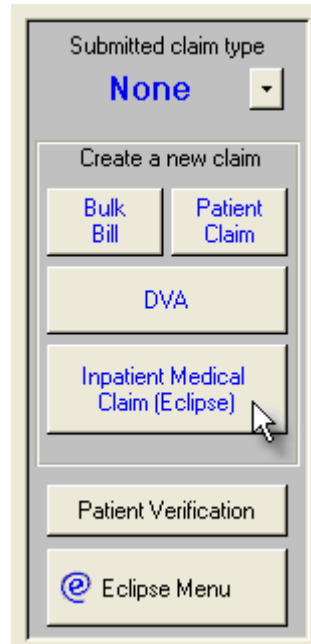 Submitted claim type
None
Create a new claim
Bulk
Bill
Patient
Claim
DVA
Inpatient Medical
Claim (Eclipse)
Patient Verification
@ Eclipse Menu